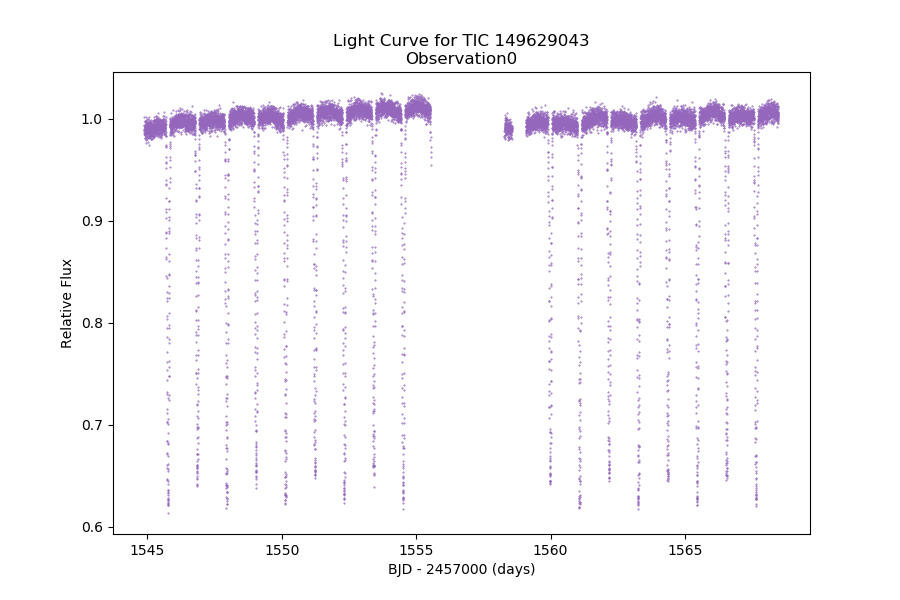 Light Curve for TIC 149629043
Observation0
Relative Flux
1.0
0.9
0.8
0.7
0.6
1545
1550
1555
1560
1565
BJD - 2457000 (days)